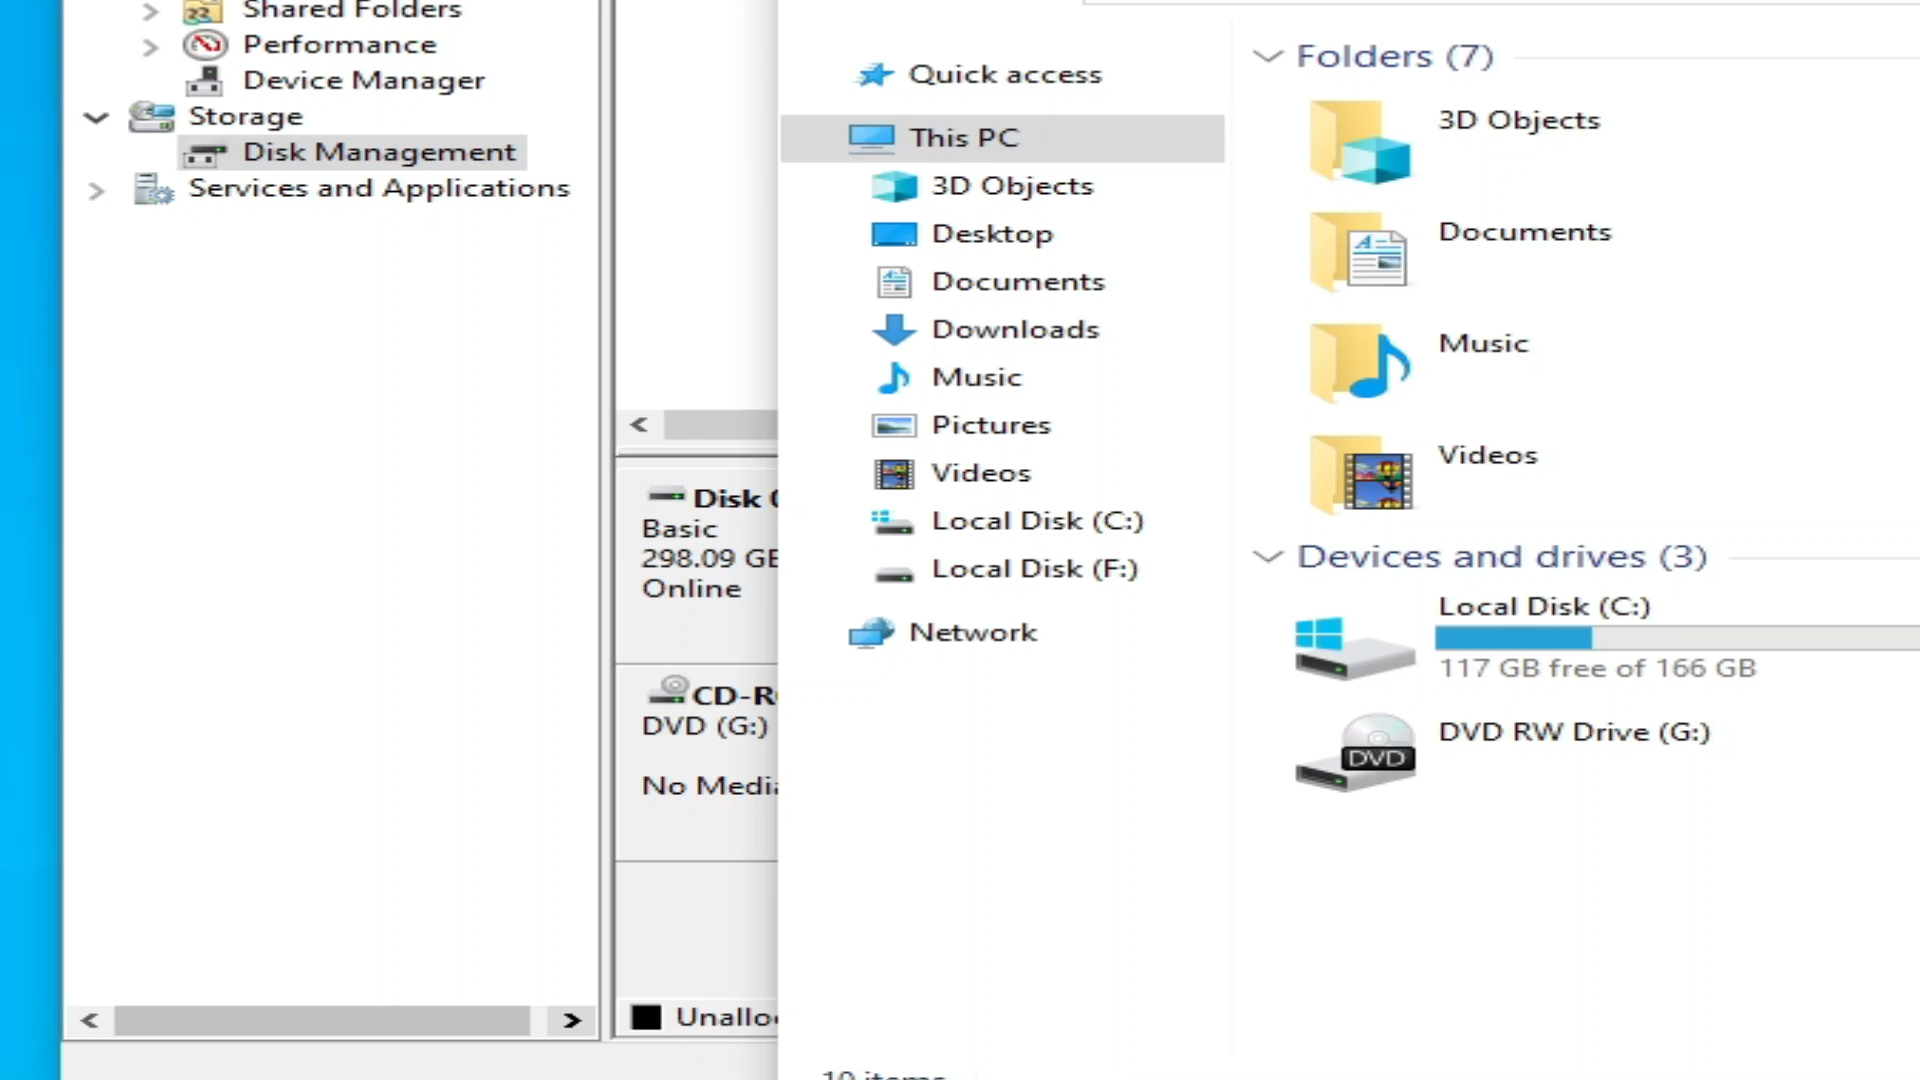 Shared Folders
Performance
Device Manager
Storage
Disk Management
Services and Applications
Disk
Basic
298.09 GB
Online
CD-R
DVD (G:)
No Media
Unallo
Quick access
This PC
3D Objects
Desktop
Documents
Downloads
Music
Pictures
Videos
Local Disk (C:)
Local Disk (F:)
Network
Folders (7)
3D Objects
Documents
Music
Videos
Devices and drives (3)
Local Disk (C:)
117 GB free of 166 GB
DVD
DVD RW Drive (G:)
10 items